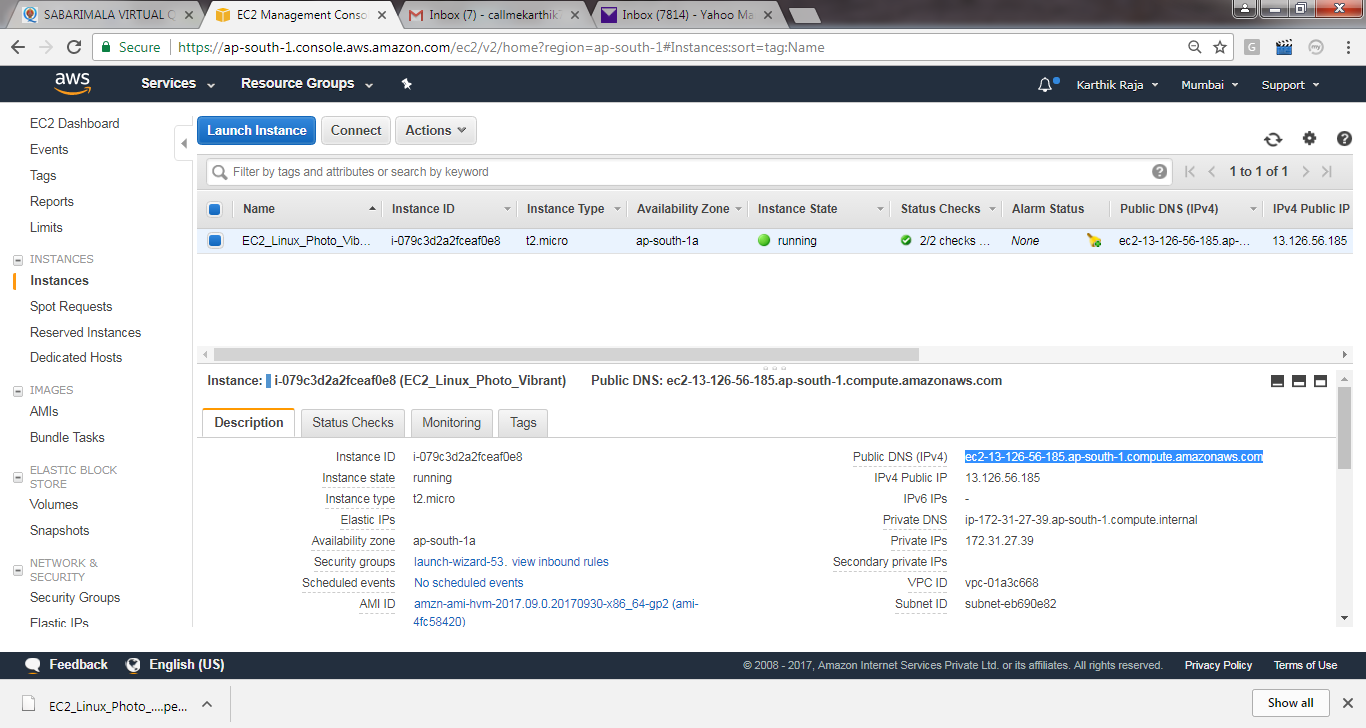 SABARIMALA VIRTUAL Q
EC2 Management Conso
Inbox (7) - callmekarthik
Inbox (7814) - Yahoo Ma
Secure https://ap-south-1.console.aws.amazon.com/ec2/v2/home?region=ap-south-1#Instances:sort=tag:Name
G my
aws Services Resource Groups Karthik Raja Mumbai Support
EC2 Dashboard
Events
Tags
Reports
Limits
INSTANCES
Instances
Spot Requests
Reserved Instances
Dedicated Hosts
IMAGES
AMIs
Bundle Tasks
ELASTIC BLOCK
STORE
Volumes
Snapshots
NETWORK &
SECURITY
Security Groups
Elastic IPs
Launch Instance Connect Actions
Filter by tags and attributes or search by keyword 1 to 1 of 1
Name Instance ID Instance Type Availability Zone Instance State Status Checks Alarm Status Public DNS (IPv4) IPv4 Public IP
EC2_Linux_Photo_Vib... i-079c3d2a2fceaf0e8 t2.micro ap-south-1a running 2/2 checks ... None ec2-13-126-56-185.ap-... 13.126.56.185
Instance: i-079c3d2a2fceaf0e8 (EC2_Linux_Photo_Vibrant) Public DNS: ec2-13-126-56-185.ap-south-1.compute.amazonaws.com
Description Status Checks Monitoring Tags
Instance ID i-079c3d2a2fceaf0e8 Public DNS (IPv4) ec2-13-126-56-185.ap-south-1.compute.amazonaws.com
Instance state running IPv4 Public IP 13.126.56.185
Instance type t2.micro IPv6 IPs -
Elastic IPs Private DNS ip-172-31-27-39.ap-south-1.compute.internal
Availability zone ap-south-1a Private IPs 172.31.27.39
Security groups launch-wizard-53. view inbound rules Secondary private IPs
Scheduled events No scheduled events VPC ID vpc-01a3c668
AMI ID amzn-ami-hvm-2017.09.0.20170930-x86_64-gp2 (ami- Subnet ID subnet-eb690e82
4fc58420)
Feedback English (US) © 2008 - 2017, Amazon Internet Services Private Ltd. or its affiliates. All rights reserved. Privacy Policy Terms of Use
EC2_Linux_Photo_....pe... Show all